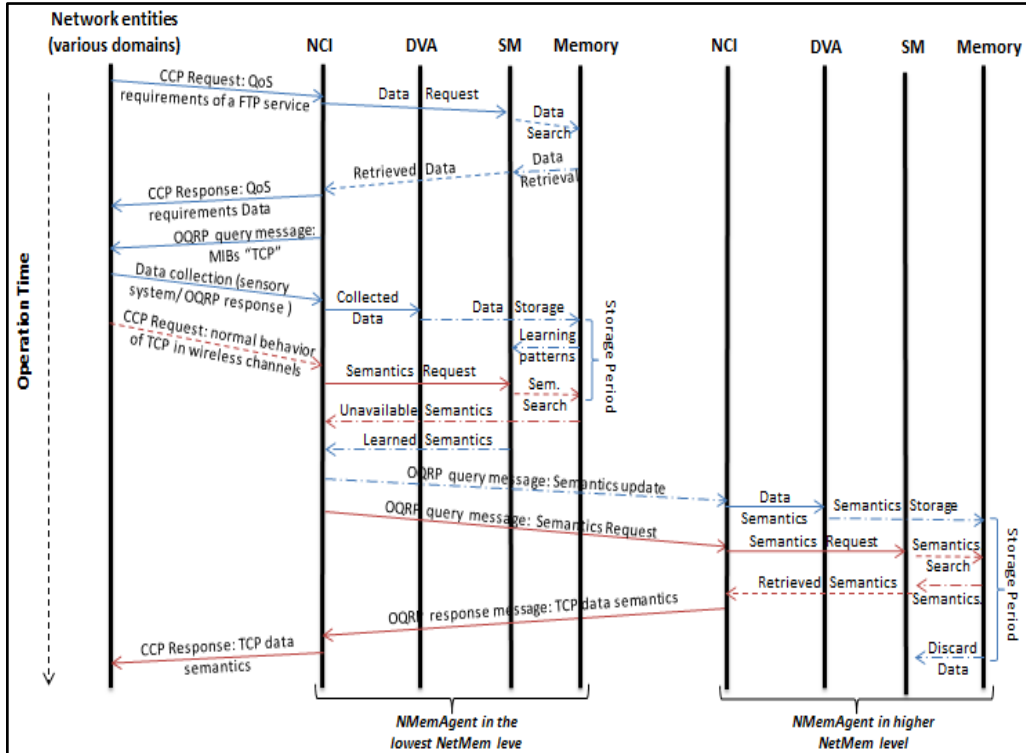 Network entities
(various domains)
NCI
DVA
SM
Memory
NCI
DVA
SM
Memory
CCP Request: QoS
requirements of a FTP service
Data Request
Data
Search
Data
Retrieval
Retrieved Data
CCP Response: QoS
requirements Data
OQRP query message:
MIBs "TCP"
Data collection (sensory
system/OQRP response )
Collected
Data
Data Storage
CCP Request: normal behavior
of TCP in wireless channels
Learning
patterns
Semantics Request
Sem.
Search
Storage Period
Unavailable Semantics
Learned Semantics
OQRP query message: Semantics update
Data
Semantics
Semantics Storage
OQRP query message: Semantics Request
Semantics Request
Semantics
Search
Retrieved Semantics
Semantics.
Storage Period
OQRP response message: TCP data semantics
CCP Response: TCP data
semantics
Discard
Data
Operation Time
NMemAgent in the
lowest NetMem leve
NMemAgent in higher
NetMem level